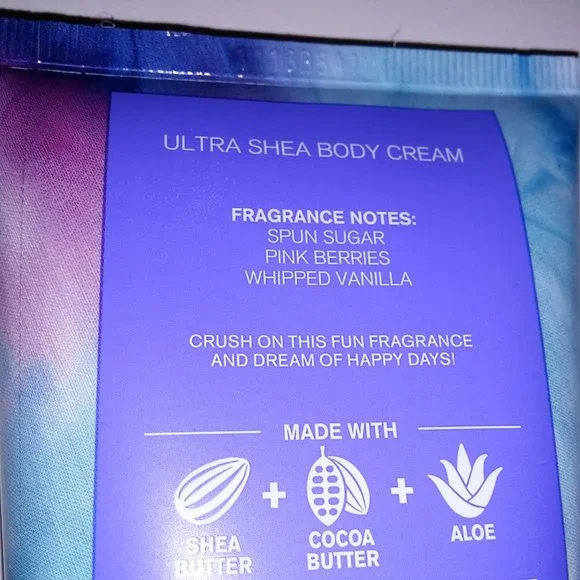 ULTRA SHEA BODY CREAM
FRAGRANCE NOTES:
SPUN SUGAR
PINK BERRIES
WHIPPED VANILLA
CRUSH ON THIS FUN FRAGRANCE
AND DREAM OF HAPPY DAYS!
MADE WITH
SHEA
BUTTER
+
COCOA
BUTTER
+
ALOE